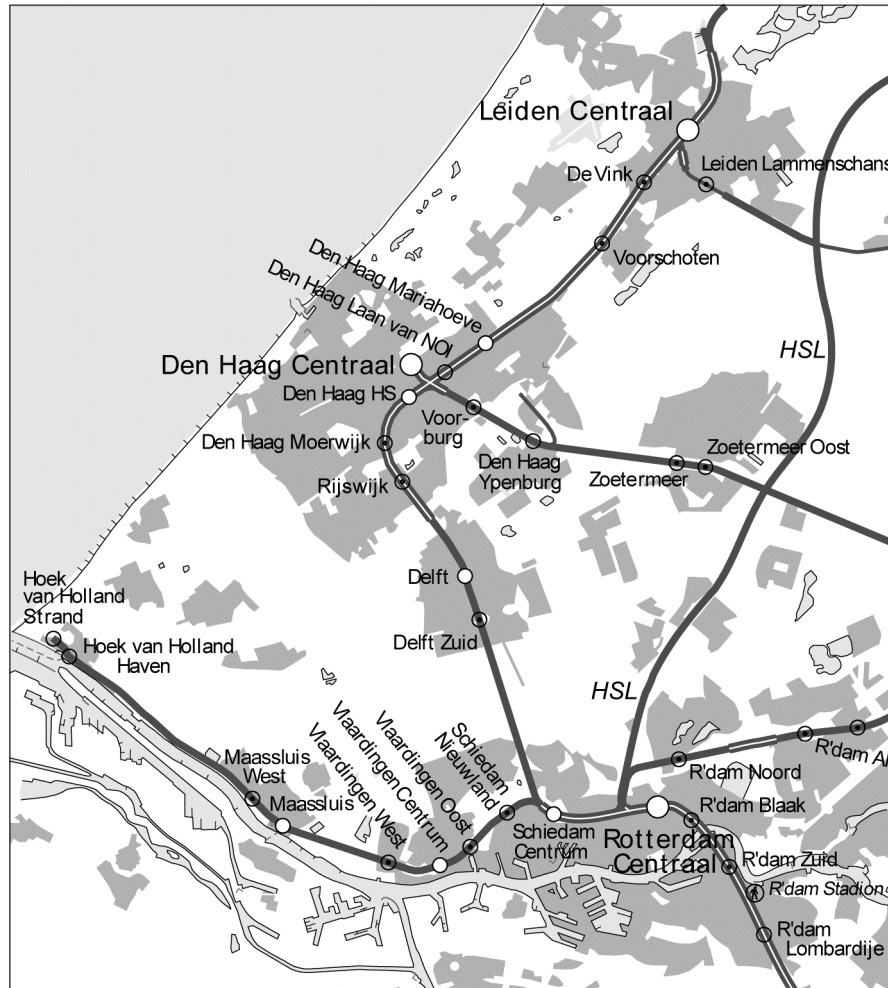 Leiden Centraal
De Vink
Leiden Lammenschans
Voorschoten
Den Haag Mariahoeve
Den Haag Laan van NOI
Den Haag Centraal
HSL
Den Haag HS
Voor-
burg
Den Haag Moerwijk
Den Haag
Ypenburg
Zoetermeer Oost
Zoetermeer
Rijswijk
Delft
Hoek
van Holland
Strand
Delft Zuid
Hoek van Holland
Haven
HSL
Schiedam
Nieuwland
Vlaardingen Oost
Vlaardingen Centrum
Vlaardingen West
Maassluis
West
Maassluis
R'dam Al
R'dam Noord
R'dam Blaak
Schiedam
Centrum
Rotterdam
Centraal
R'dam Zuid
R'dam Stadion
R'dam
Lombardije